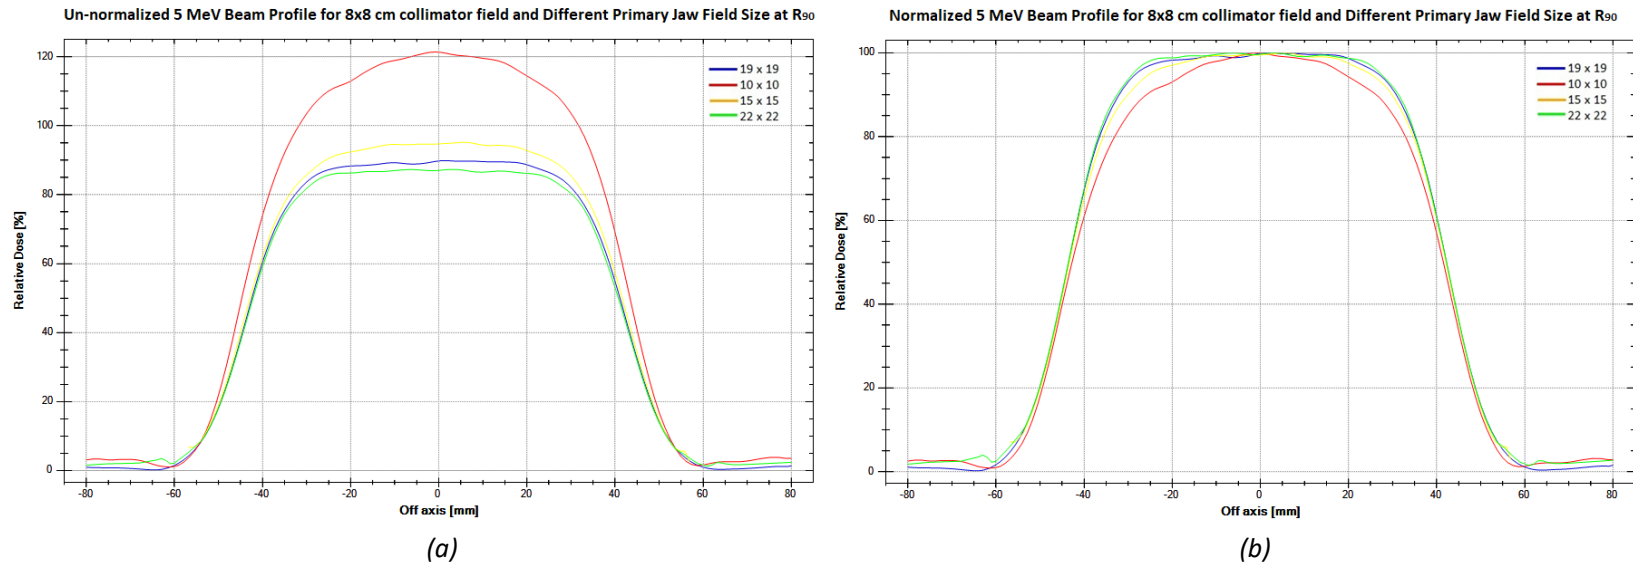 Un-normalized 5 MeV Beam Profile for 8x8 cm collimator field and Different Primary Jaw Field Size at R90
120
100
80
60
40
20
0
Relative Dose [%]
19 x 19
10 x 10
15 x 15
22 x 22
-80 -60 -40 -20 0 20 40 60 80
Off axis [mm]
(a)
Normalized 5 MeV Beam Profile for 8x8 cm collimator field and Different Primary Jaw Field Size at R90
100
80
60
40
20
0
Relative Dose [%]
19 x 19
10 x 10
15 x 15
22 x 22
-80 -60 -40 -20 0 20 40 60 80
Off axis [mm]
(b)